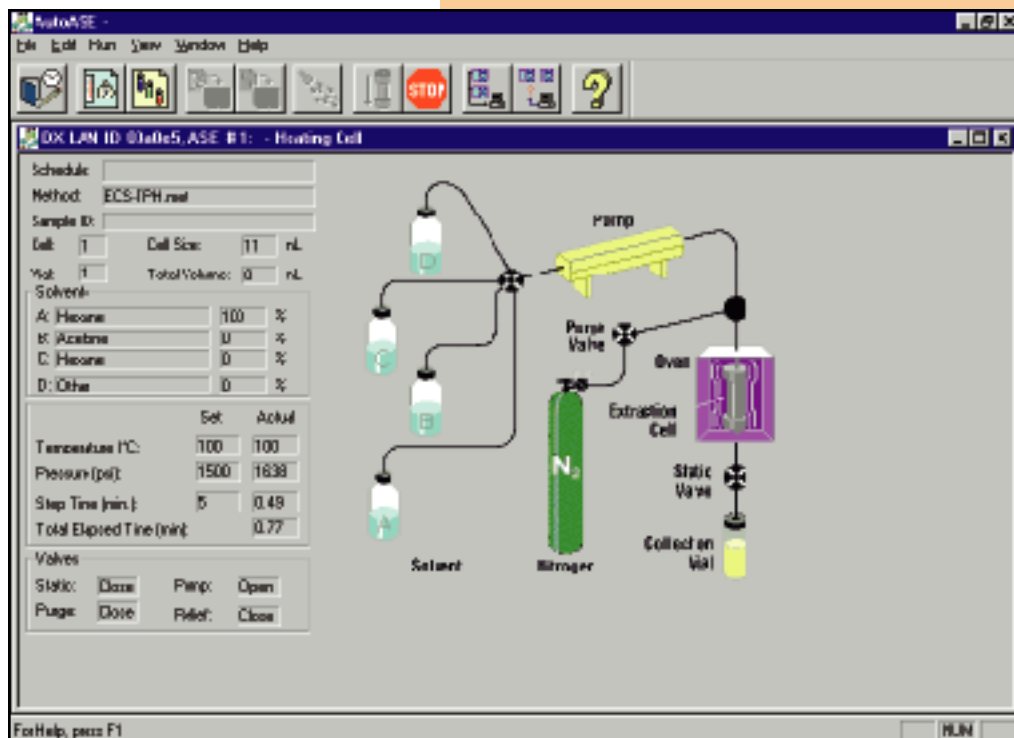 AutoASE -
File Edit Run View Window Help
STOP
DX LAN ID 00a0e5, ASE # 1: - Heating Cell
Schedule:
Method: ECS-TPH.met
Sample ID:
Cell: 1 Cell Size: 11 mL
Vial: 1 Total Volume: 0 mL
Solvent
A: Hexane 100 %
B: Acetone 0 %
C: Hexane 0 %
D: Other 0 %
Set Actual
Temperature (°C): 100 100
Pressure (psi): 1500 1638
Step Time (min.): 5 0.49
Total Elapsed Time (min): 0.77
Valves
Static: Close Pump: Open
Purge: Close Relief: Close
D
Pump
C
Purge
Valve
Oven
B
Extraction
Cell
N2
Static
Valve
A
Collection
Vial
Solvent
Nitrogen
For Help, press F1
NUM